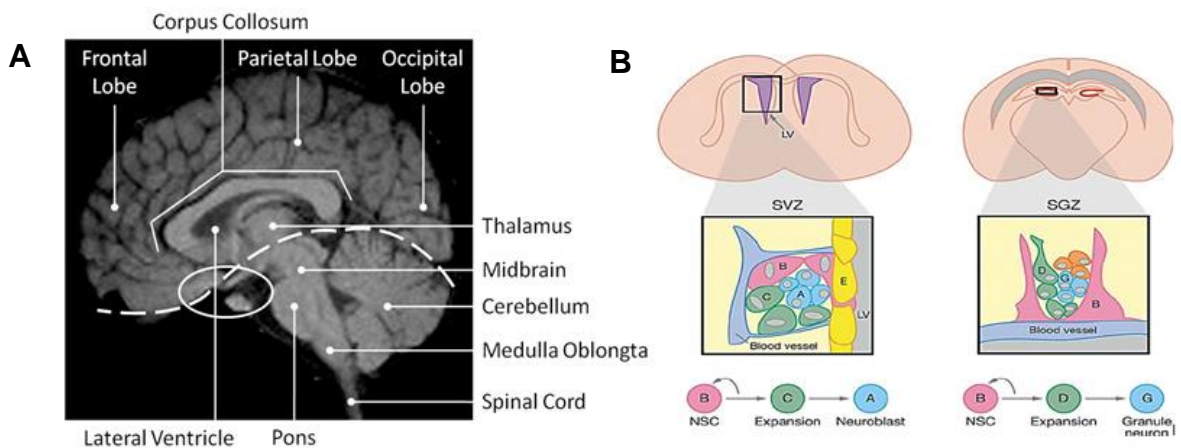 A
Corpus Collosum
Frontal
Lobe
Parietal Lobe
Occipital
Lobe
Thalamus
Midbrain
Cerebellum
Medulla Oblongta
Spinal Cord
Lateral Ventricle
Pons
B
LV
SVZ
B
C
A
E
LV
Blood vessel
B
C
A
NSC
Expansion
Neuroblast
SGZ
D
G
B
Blood vessel
B
D
G
NSC
Expansion
Granule
neuron